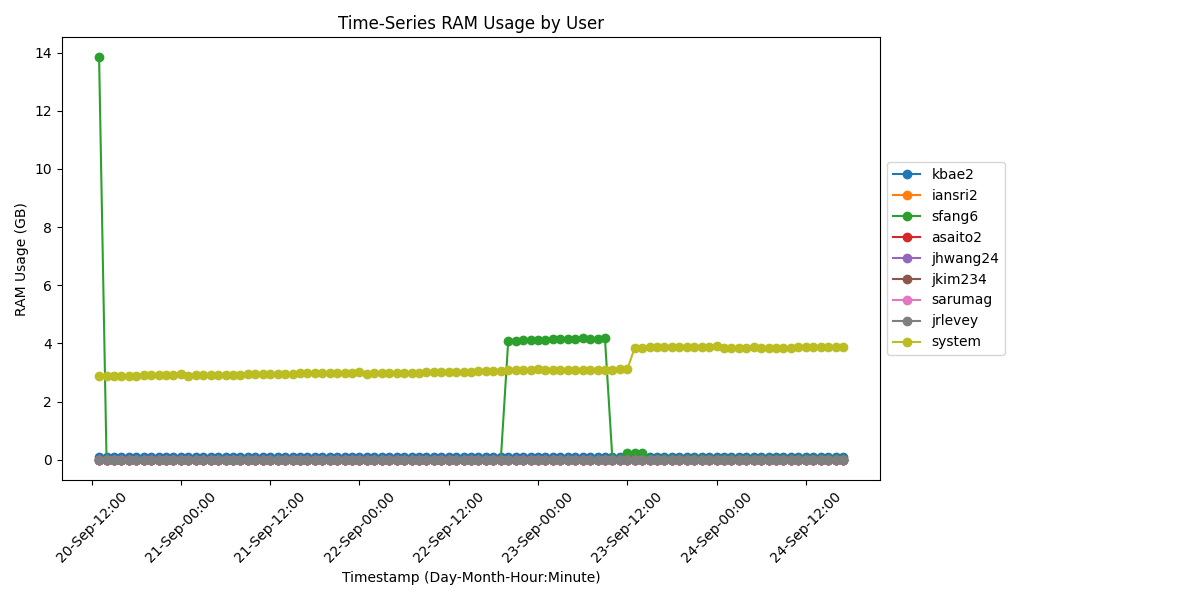 Time-Series RAM Usage by User
14
12
10
8
6
4
2
0
RAM Usage (GB)
20-Sep-12:00
21-Sep-00:00
21-Sep-12:00
22-Sep-00:00
22-Sep-12:00
23-Sep-00:00
23-Sep-12:00
24-Sep-00:00
24-Sep-12:00
Timestamp (Day-Month-Hour:Minute)
kbae2
iansri2
sfang6
asaito2
jhwang24
jkim234
sarumag
jrlevey
system